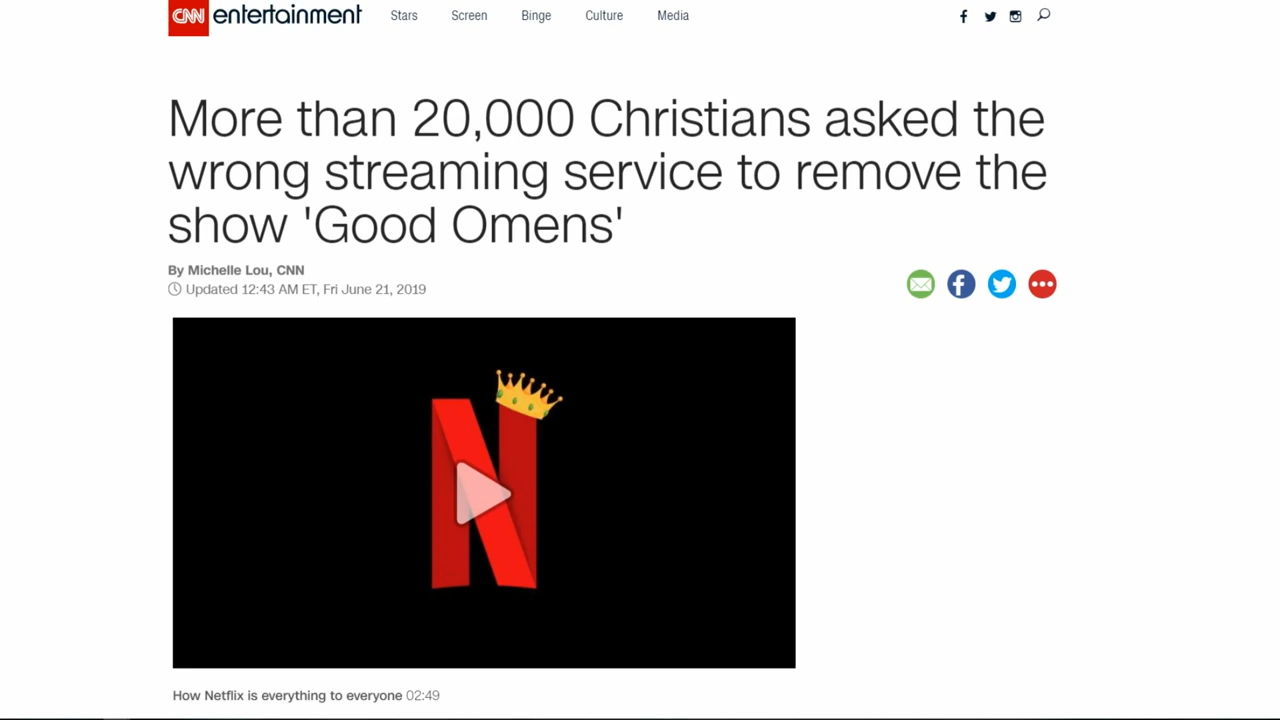 CNN entertainment Stars Screen Binge Culture Media
More than 20,000 Christians asked the
wrong streaming service to remove the
show 'Good Omens'
By Michelle Lou, CNN
Updated 12:43 AM ET, Fri June 21, 2019
N
How Netflix is everything to everyone 02:49